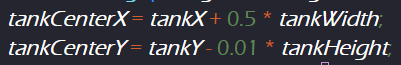 tankCenterX = tankX + 0.5 * tankWidth;
tankCenterY = tankY - 0.01 * tankHeight;